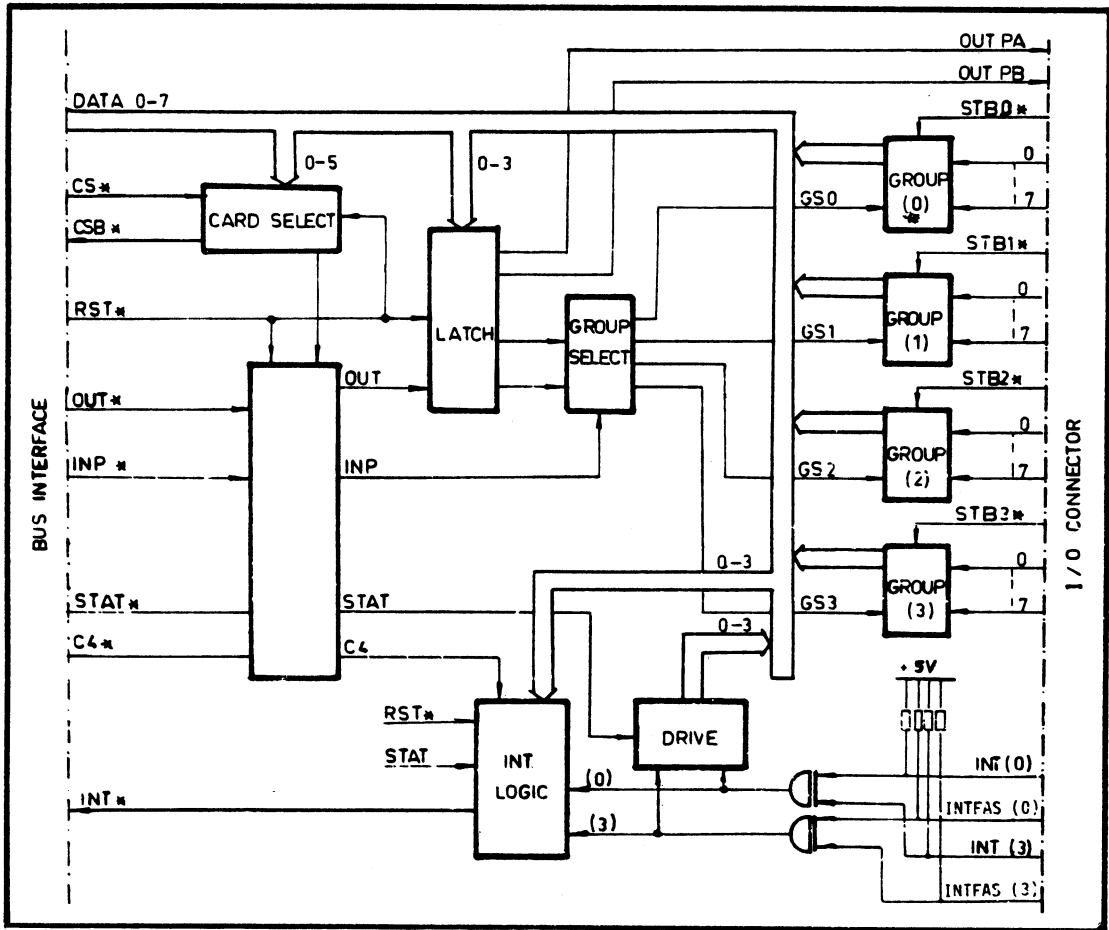 OUT PA
OUT PB
DATA 0-7
STB0*
0-5
0-3
0
CS*
GROUP
(0)
*
CARD SELECT
GS0
7
CSB*
STB1*
LATCH
GROUP
SELECT
0
RST*
GS1
GROUP
(1)
7
OUT
STB2*
OUT*
0
INP*
INP
GS2
GROUP
(2)
7
BUS INTERFACE
I/O CONNECTOR
STB3*
0-3
0
STAT*
STAT
GS3
GROUP
(3)
7
0-3
C4*
C4
+ 5V
RST*
DRIVE
STAT
INT.
LOGIC
(0)
INT(0)
INT*
INTFAS (0)
(3)
INT (3)
INTFAS (3)